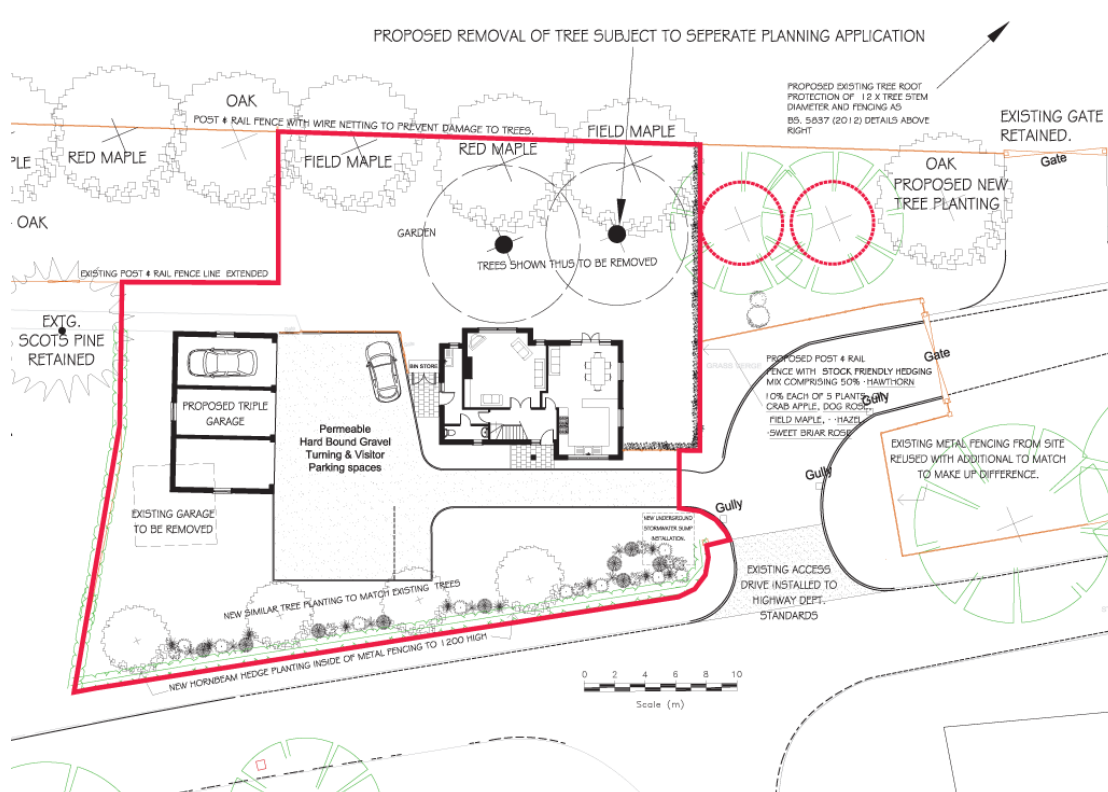 PROPOSED REMOVAL OF TREE SUBJECT TO SEPERATE PLANNING APPLICATION
PROPOSED EXISTING TREE ROOT
PROTECTION OF 12 X TREE STEM
DIAMETER AND FENCING AS
BS. 5837 (2012) DETAILS ABOVE
RIGHT
EXISTING GATE
RETAINED.
Gate
OAK
POST & RAIL FENCE WITH WIRE NETTING TO PREVENT DAMAGE TO TREES.
PLE
RED MAPLE
FIELD MAPLE
RED MAPLE
FIELD MAPLE
OAK
PROPOSED NEW
TREE PLANTING
OAK
GARDEN
TREES SHOWN THUS TO BE REMOVED
EXISTING POST & RAIL FENCE LINE EXTENDED
EXTG.
SCOTS PINE
RETAINED
BIN STORE
PROPOSED TRIPLE
GARAGE
Permeable
Hard Bound Gravel
Turning & Visitor
Parking spaces
PROPOSED POST & RAIL
FENCE WITH STOCK FRIENDLY HEDGING
MIX COMPRISING 50% - HAWTHORN
10% EACH OF 5 PLANTS,
CRAB APPLE, DOG ROSE,
FIELD MAPLE, - - HAZEL
-SWEET BRIAR ROSE
Gate
Gully
EXISTING METAL FENCING FROM SITE
REUSED WITH ADDITIONAL TO MATCH
TO MAKE UP DIFFERENCE.
Gully
Gully
EXISTING GARAGE
TO BE REMOVED
NEW UNDERGROUND
STORMWATER SUMP
INSTALLATION.
EXISTING ACCESS
DRIVE INSTALLED TO
HIGHWAY DEPT.
STANDARDS
NEW SIMILAR TREE PLANTING TO MATCH EXISTING TREES
NEW HORNBEAM HEDGE PLANTING INSIDE OF METAL FENCING TO 1200 HIGH
0 2 4 6 8 10
Scale (m)